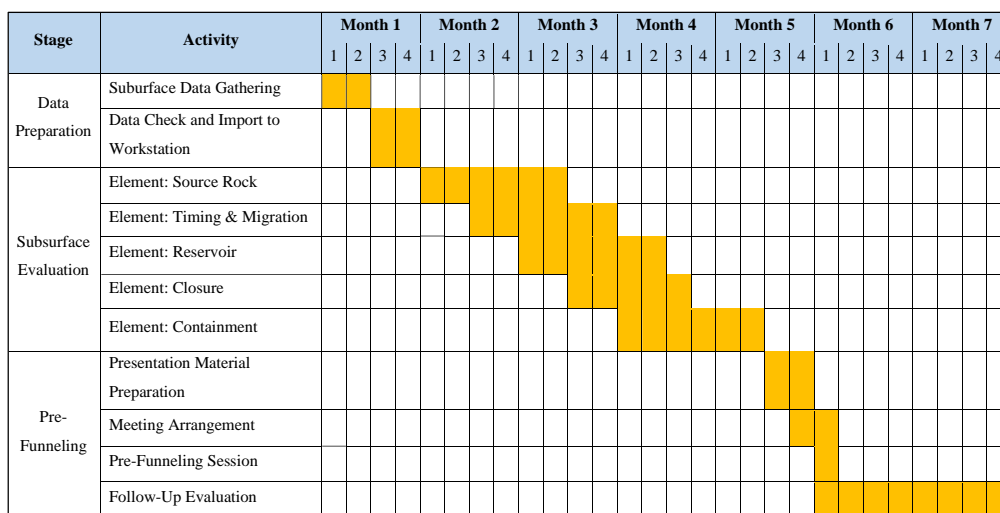 Stage Activity Month 1 Month 2 Month 3 Month 4 Month 5 Month 6 Month 7
1 2 3 4 1 2 3 4 1 2 3 4 1 2 3 4 1 2 3 4 1 2 3 4 1 2 3 4
Data
Preparation
Suburface Data Gathering
Data Check and Import to
Workstation
Subsurface
Evaluation
Element: Source Rock
Element: Timing & Migration
Element: Reservoir
Element: Closure
Element: Containment
Pre-
Funneling
Presentation Material
Preparation
Meeting Arrangement
Pre-Funneling Session
Follow-Up Evaluation